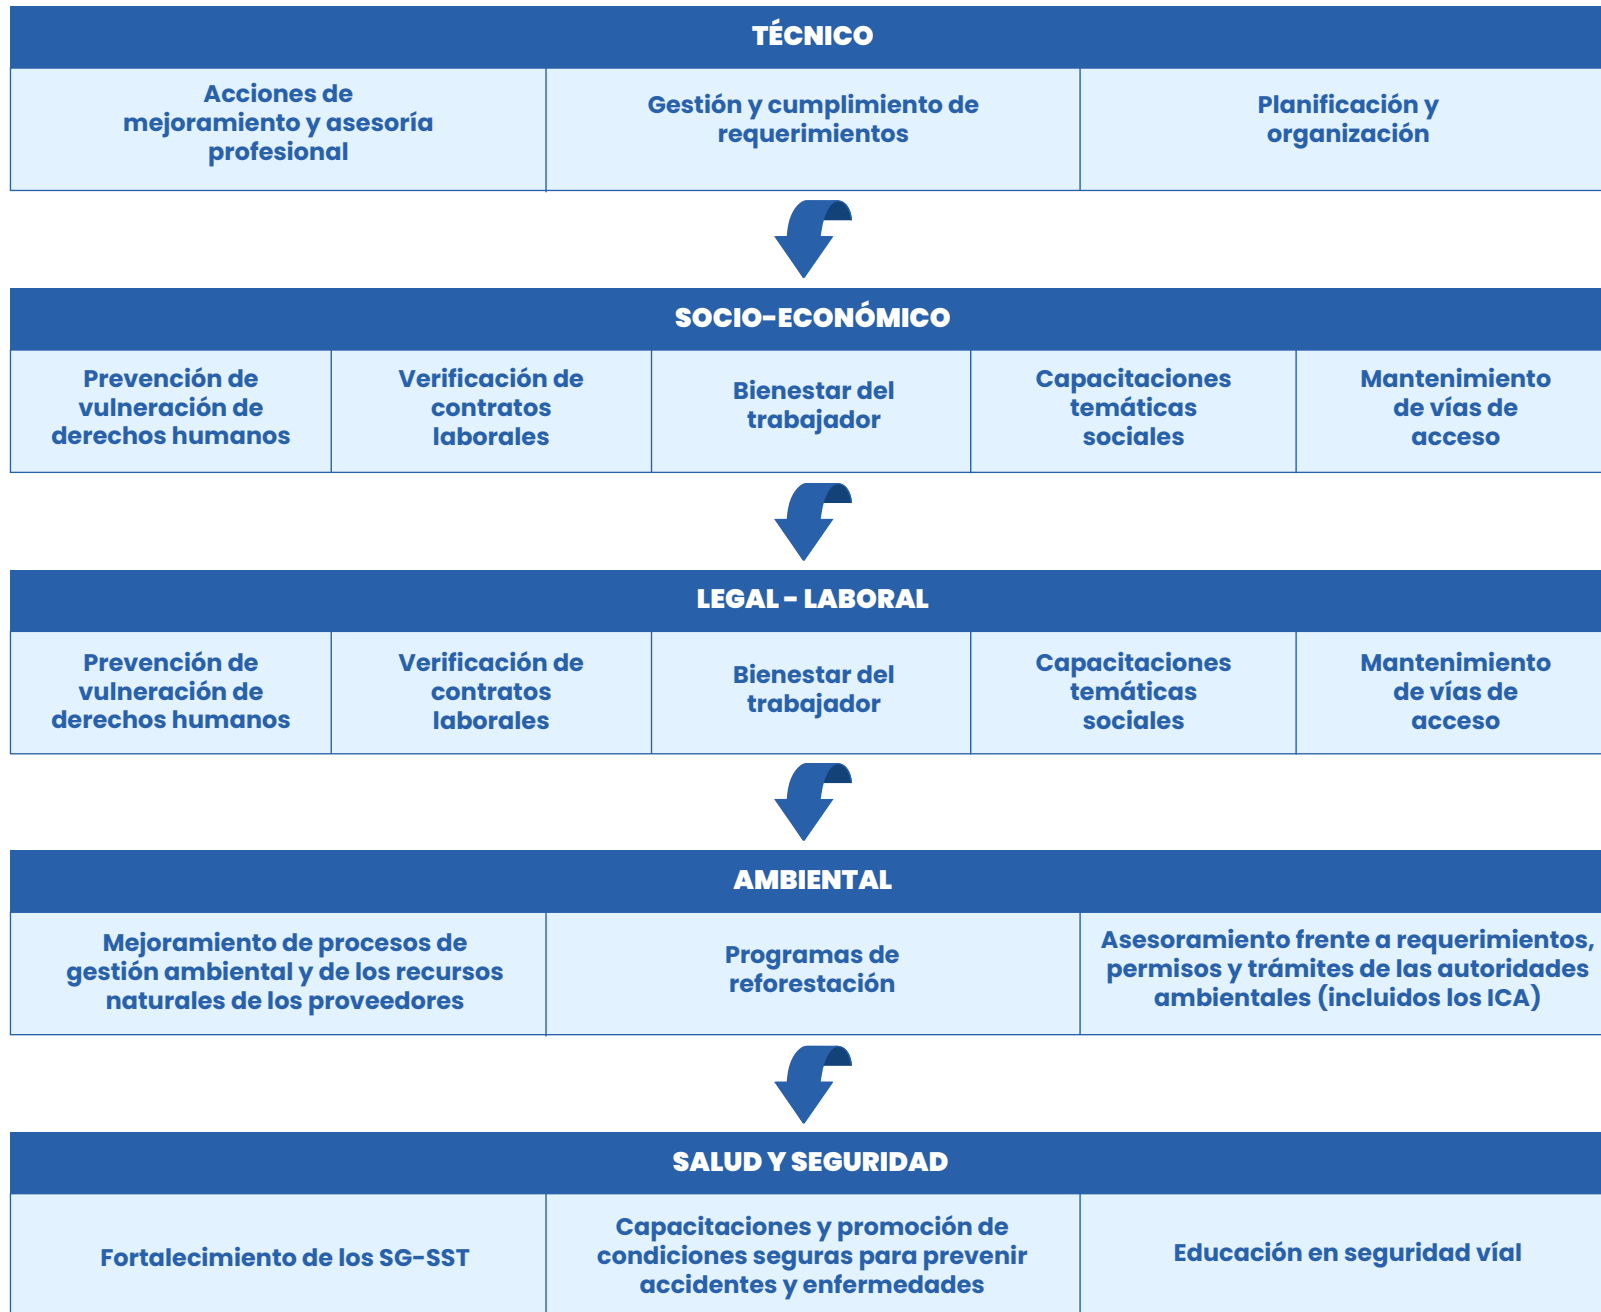 TÉCNICO
Acciones de
mejoramiento y asesoría
profesional
Gestión y cumplimiento de
requerimientos
Planificación y
organización
SOCIO-ECONÓMICO
Prevención de
vulneración de
derechos humanos
Verificación de
contratos
laborales
Bienestar del
trabajador
Capacitaciones
temáticas
sociales
Mantenimiento
de vías de
acceso
LEGAL - LABORAL
Prevención de
vulneración de
derechos humanos
Verificación de
contratos
laborales
Bienestar del
trabajador
Capacitaciones
temáticas
sociales
Mantenimiento
de vías de
acceso
AMBIENTAL
Mejoramiento de procesos de
gestión ambiental y de los recursos
naturales de los proveedores
Programas de
reforestación
Asesoramiento frente a requerimientos,
permisos y trámites de las autoridades
ambientales (incluidos los ICA)
SALUD Y SEGURIDAD
Fortalecimiento de los SG-SST
Capacitaciones y promoción de
condiciones seguras para prevenir
accidentes y enfermedades
Educación en seguridad víal